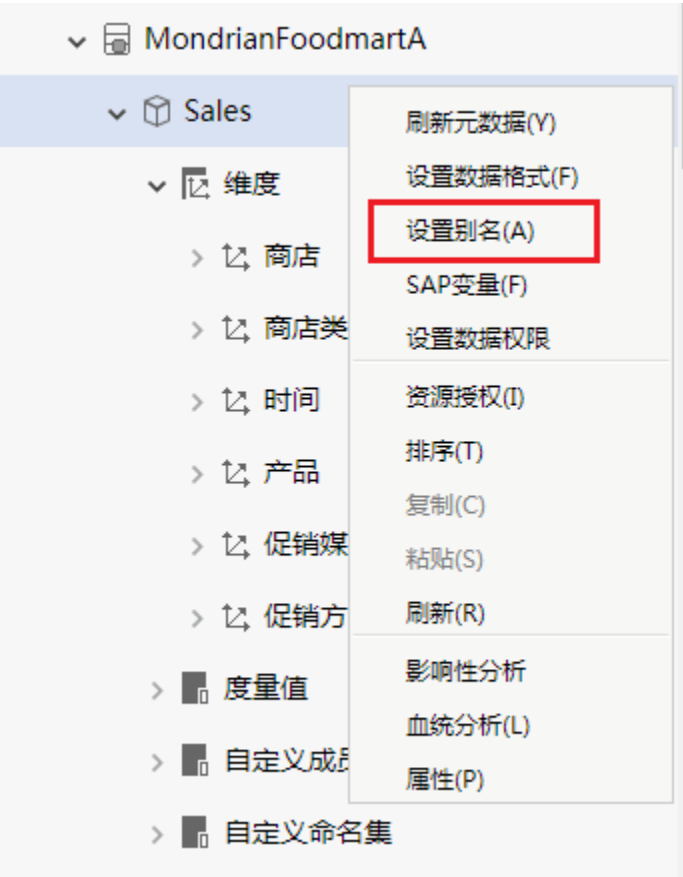 MondrianFoodmartA
Sales
维度
商店
商店类
时间
产品
促销媒
促销方
度量值
自定义成员
自定义命名集
刷新元数据(Y)
设置数据格式(F)
设置别名(A)
SAP变量(F)
设置数据权限
资源授权(I)
排序(T)
复制(C)
粘贴(S)
刷新(R)
影响性分析
血统分析(L)
属性(P)